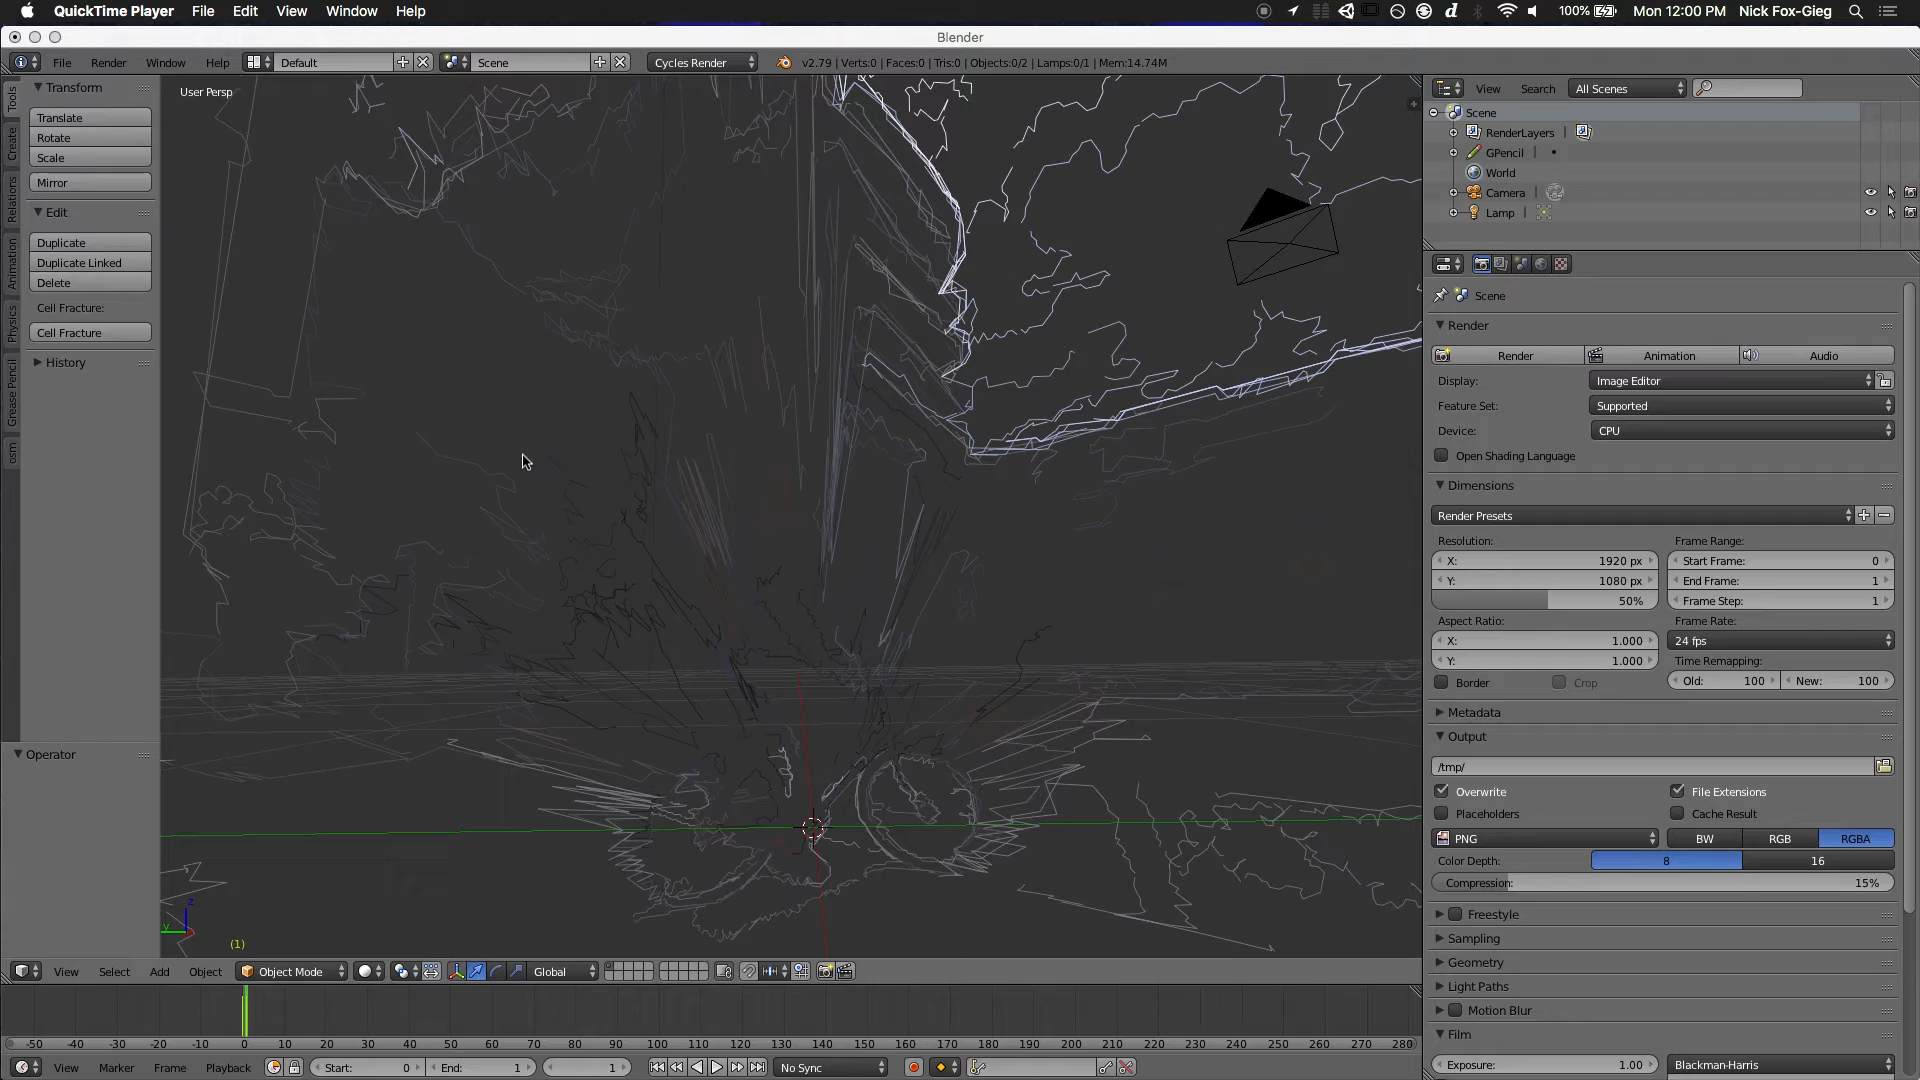 QuickTime Player File Edit View Window Help 100% Mon 12:00 PM Nick Fox-Gieg
Blender
File Render Window Help Default Scene Cycles Render v2.79 | Verts:0 | Faces:0 | Tris:0 | Objects:0/2 | Lamps:0/1 | Mem:14.74M
Tools
Create
Relations
Animation
Physics
Grease Pencil
osm
Transform
Translate
Rotate
Scale
Mirror
Edit
Duplicate
Duplicate Linked
Delete
Cell Fracture:
Cell Fracture
History
Operator
User Persp
z
y
(1)
View Select Add Object Object Mode Global
-50 -40 -30 -20 -10 0 10 20 30 40 50 60 70 80 90 100 110 120 130 140 150 160 170 180 190 200 210 220 230 240 250 260 270 280
View Marker Frame Playback Start: 0 End: 1 1 No Sync
View Search All Scenes
Scene
RenderLayers |
GPencil |
World
Camera |
Lamp |
Scene
Render
Render Animation Audio
Display: Image Editor
Feature Set: Supported
Device: CPU
Open Shading Language
Dimensions
Render Presets
Resolution: Frame Range:
X: 1920 px Start Frame: 0
Y: 1080 px End Frame: 1
50% Frame Step: 1
Aspect Ratio: Frame Rate:
X: 1.000 24 fps
Y: 1.000 Time Remapping:
Border Crop Old: 100 New: 100
Metadata
Output
/tmp/
Overwrite File Extensions
Placeholders Cache Result
PNG BW RGB RGBA
Color Depth: 8 16
Compression: 15%
Freestyle
Sampling
Geometry
Light Paths
Motion Blur
Film
Exposure: 1.00 Blackman-Harris